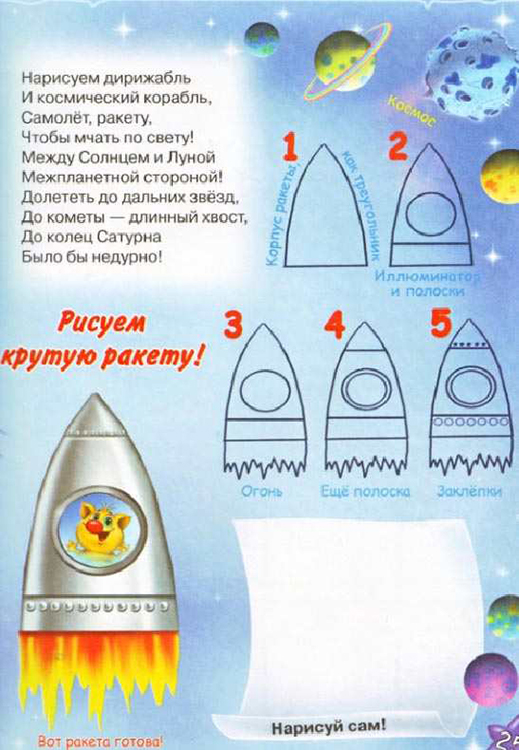 Нарисуем дирижабль
И космический корабль,
Самолёт, ракету,
Чтобы мчать по свету!
Между Солнцем и Луной
Межпланетной стороной!
Долететь до дальних звёзд,
До кометы — длинный хвост,
До колец Сатурна
Было бы недурно!
Космос
1
Корпус ракеты,
как треугольник
2
Иллюминатор
и полоски
Рисуем
крутую ракету!
3
Огонь
4
Ещё полоска
5
Заклёпки
Вот ракета готова!
Нарисуй сам!